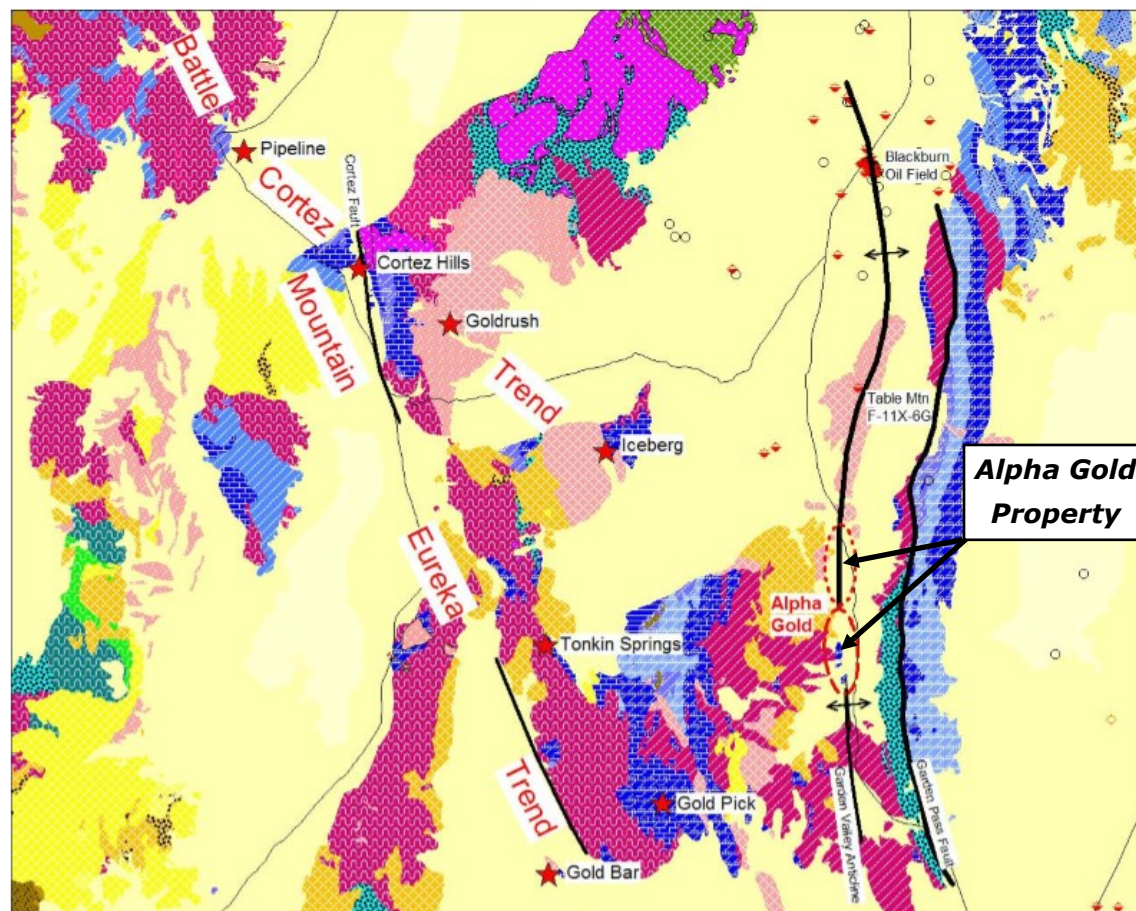 Battle
Pipeline
Cortez
Cortez Fault
Mountain
Cortez Hills
Goldrush
Trend
Iceberg
Blackburn
Oil Field
Table Mtn
F-11X-6G
Alpha Gold
Property
Eureka
Alpha
Gold
Tonkin Springs
Trend
Gold Pick
Gold Bar
Garden Valley Anticline
Garden Pass Fault